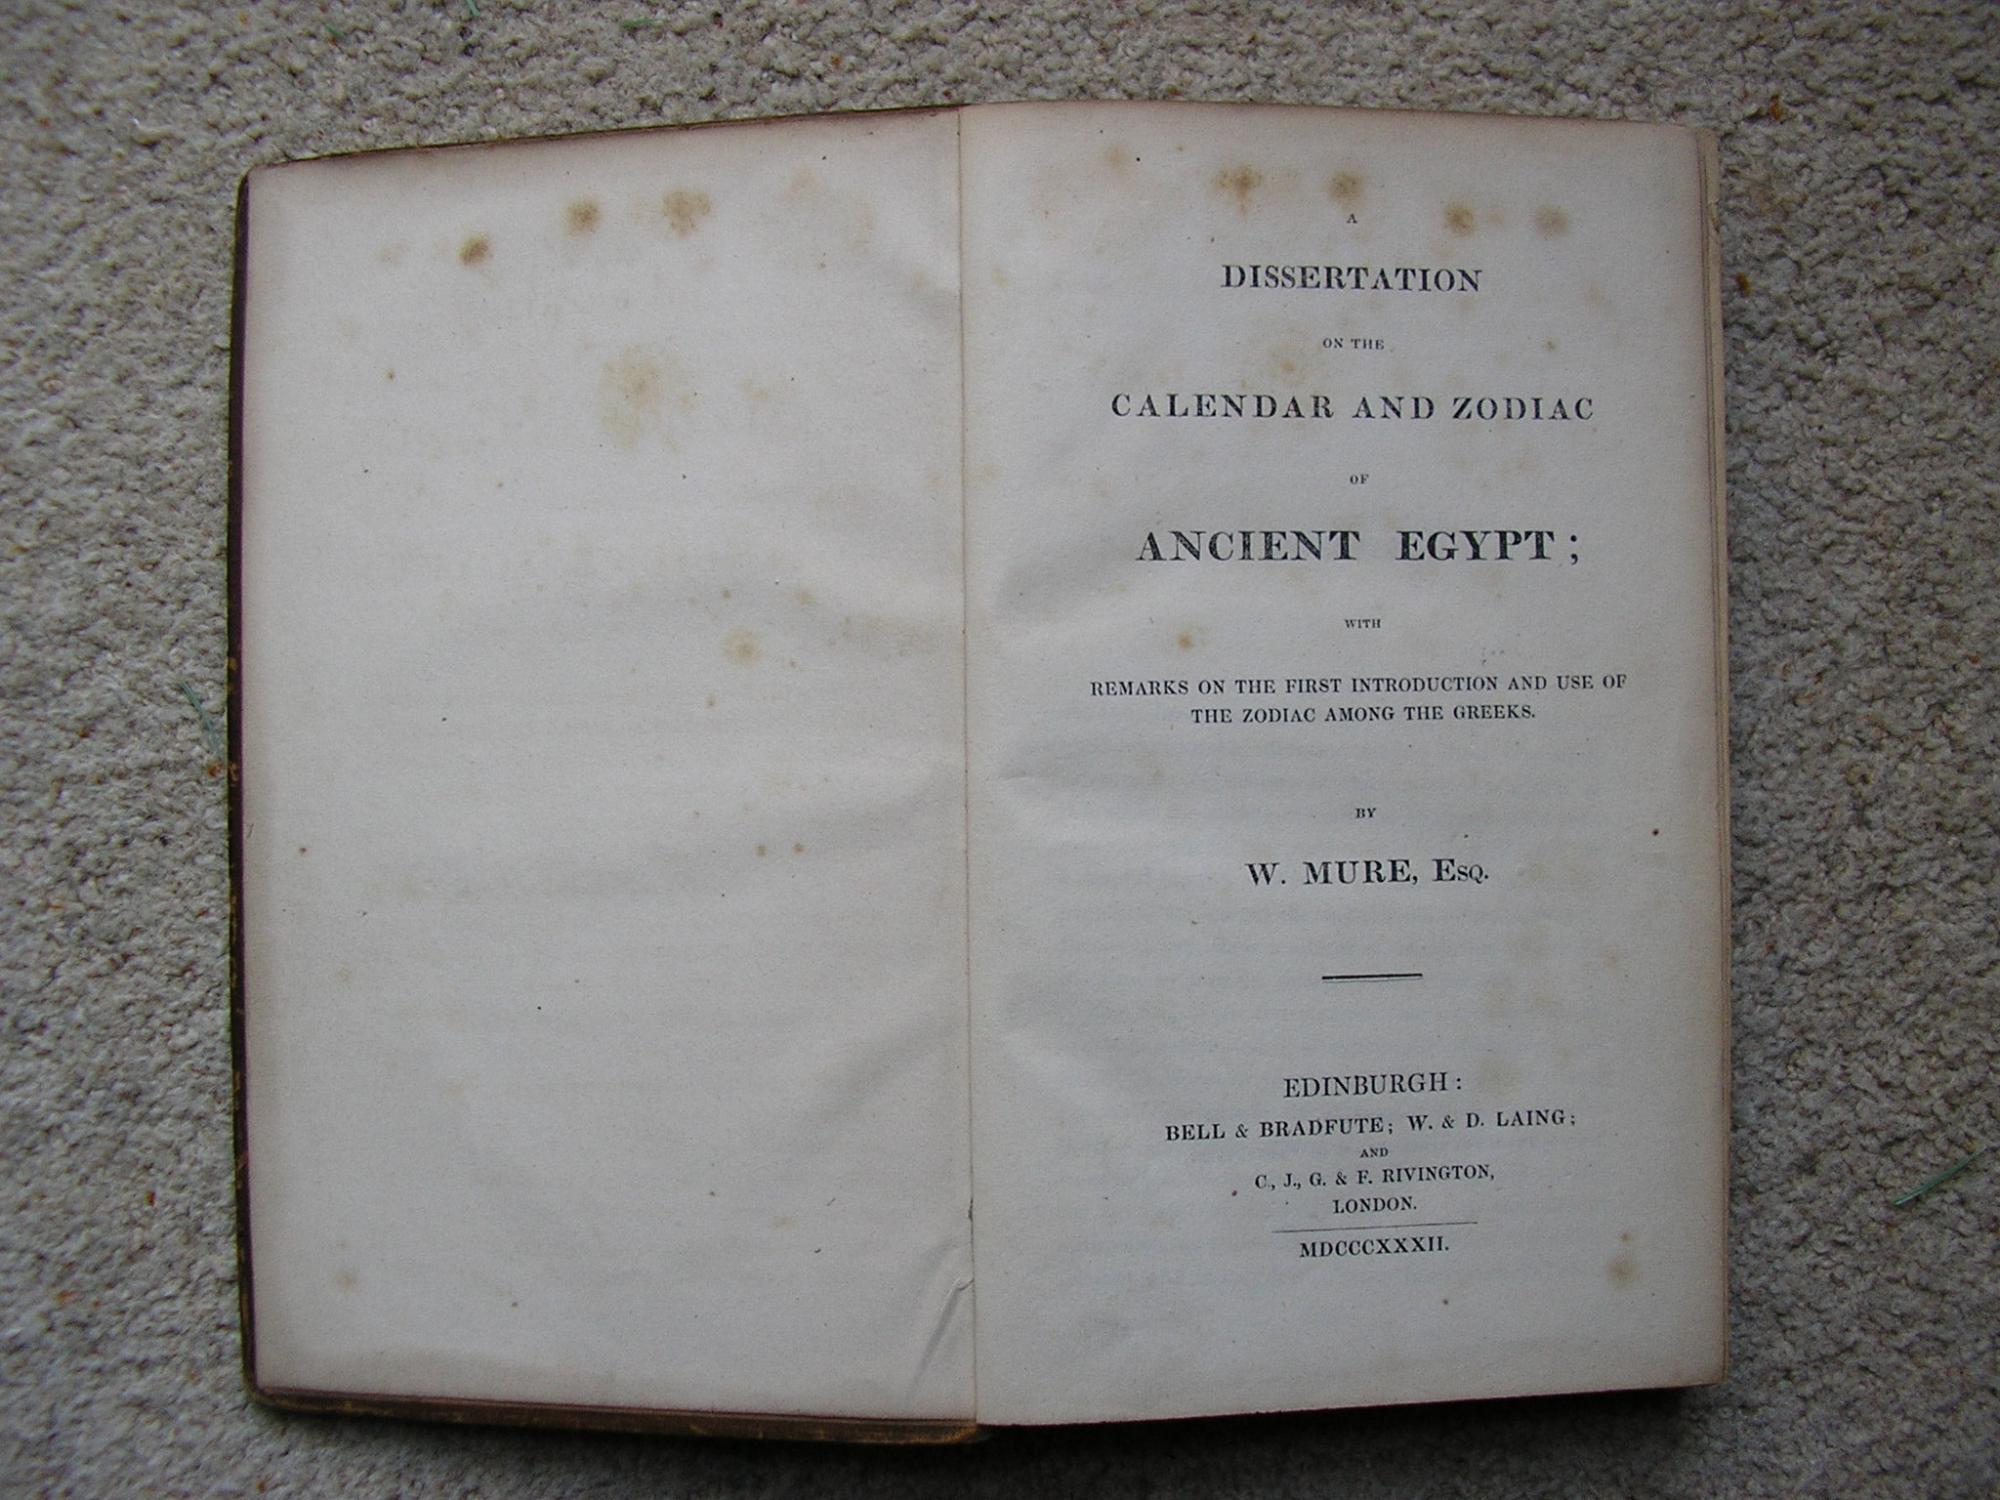 A
DISSERTATION
ON THE
CALENDAR AND ZODIAC
OF
ANCIENT EGYPT;
WITH
REMARKS ON THE FIRST INTRODUCTION AND USE OF
THE ZODIAC AMONG THE GREEKS.
BY
W. MURE, ESQ.
EDINBURGH:
BELL & BRADFUTE; W. & D. LAING;
AND
C., J., G. & F. RIVINGTON,
LONDON.
MDCCCXXXII.